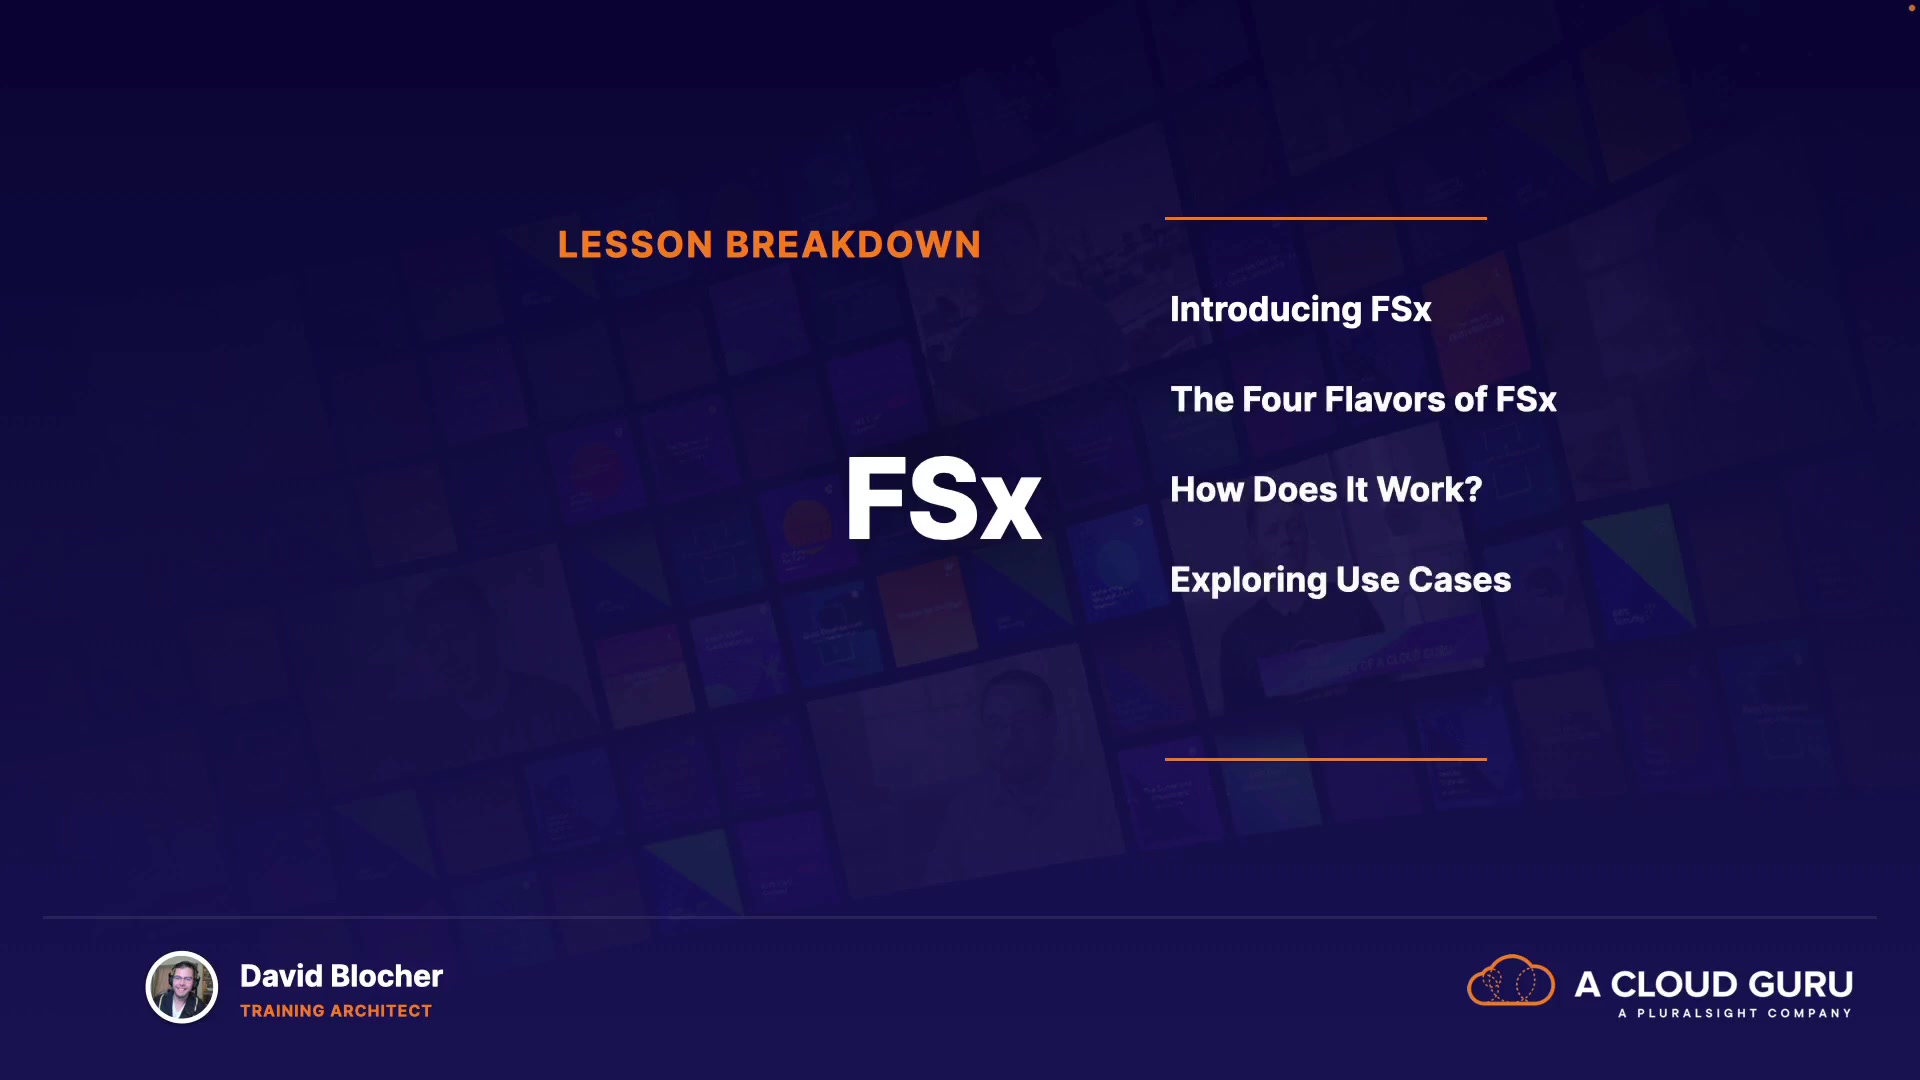 LESSON BREAKDOWN
FSx
Introducing FSx
The Four Flavors of FSx
How Does It Work?
Exploring Use Cases
David Blocher
TRAINING ARCHITECT
A CLOUD GURU
A PLURALSIGHT COMPANY